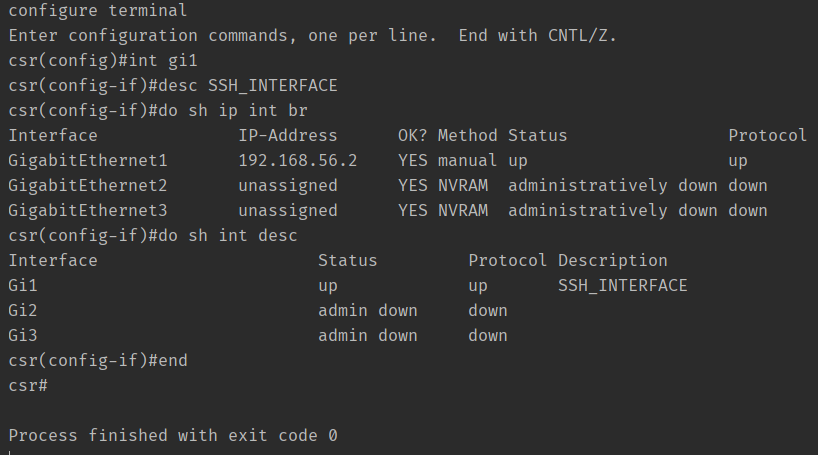 configure terminal
Enter configuration commands, one per line.  End with CNTL/Z.
csr(config)#int gi1
csr(config-if)#desc SSH_INTERFACE
csr(config-if)#do sh ip int br
Interface              IP-Address      OK? Method Status                Protocol
GigabitEthernet1       192.168.56.2    YES manual up                    up
GigabitEthernet2       unassigned      YES NVRAM  administratively down down
GigabitEthernet3       unassigned      YES NVRAM  administratively down down
csr(config-if)#do sh int desc
Interface                      Status         Protocol Description
Gi1                            up             up       SSH_INTERFACE
Gi2                            admin down     down
Gi3                            admin down     down
csr(config-if)#end
csr#
Process finished with exit code 0